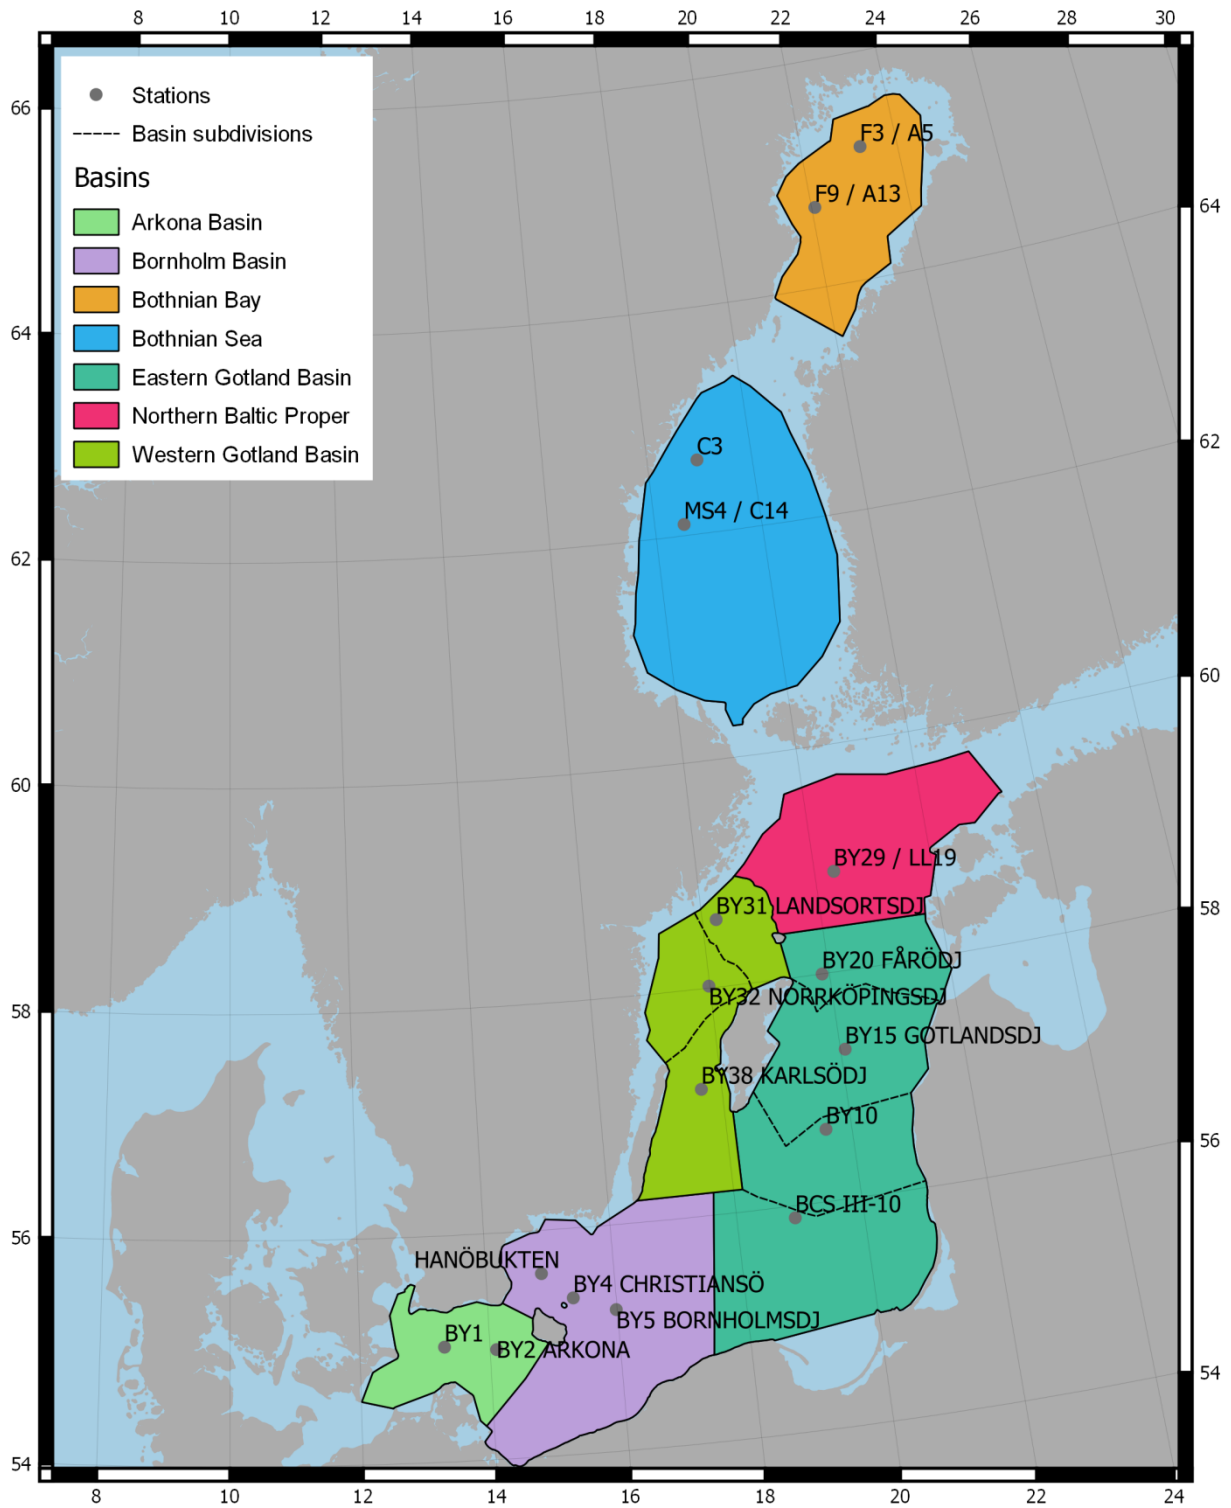 8 10 12 14 16 18 20 22 24 26 28 30
Stations
Basin subdivisions
Basins
Arkona Basin
Bornholm Basin
Bothnian Bay
Bothnian Sea
Eastern Gotland Basin
Northern Baltic Proper
Western Gotland Basin
66
64
62
60
58
56
54
64
62
60
58
56
54
F3 / A5
F9 / A13
C3
MS4 / C14
BY29 / LL19
BY31 LANDSORTSDJ
BY20 FÅRÖDJ
BY32 NORRKÖPINGSDJ
BY15 GOTLANDSDJ
BY38 KARLSÖDJ
BY10
BCS III-10
HANÖBUKTEN
BY4 CHRISTIANSÖ
BY5 BORNHOLMSDJ
BY1
BY2 ARKONA
8 10 12 14 16 18 20 22 24